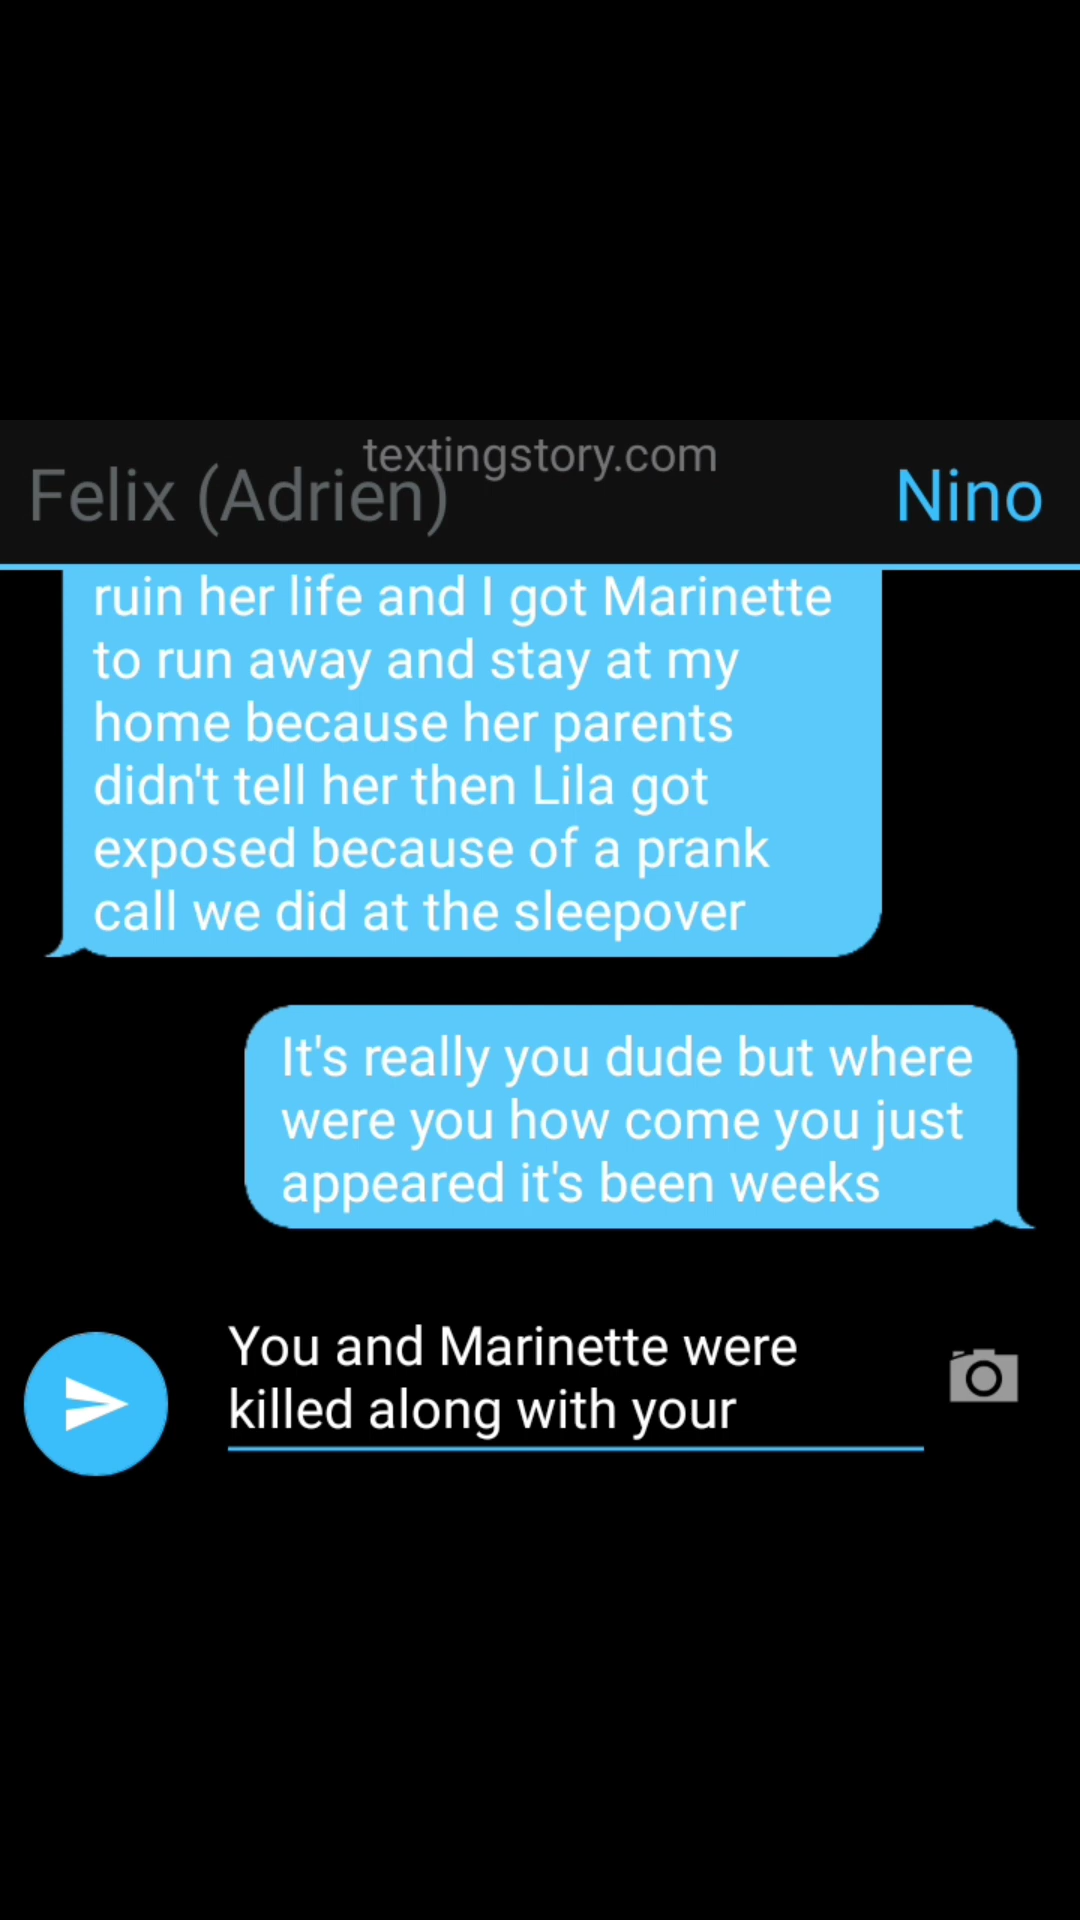 textingstory.com
Felix (Adrien)
Nino
ruin her life and I got Marinette
to run away and stay at my
home because her parents
didn't tell her then Lila got
exposed because of a prank
call we did at the sleepover
It's really you dude but where
were you how come you just
appeared it's been weeks
You and Marinette were
killed along with your